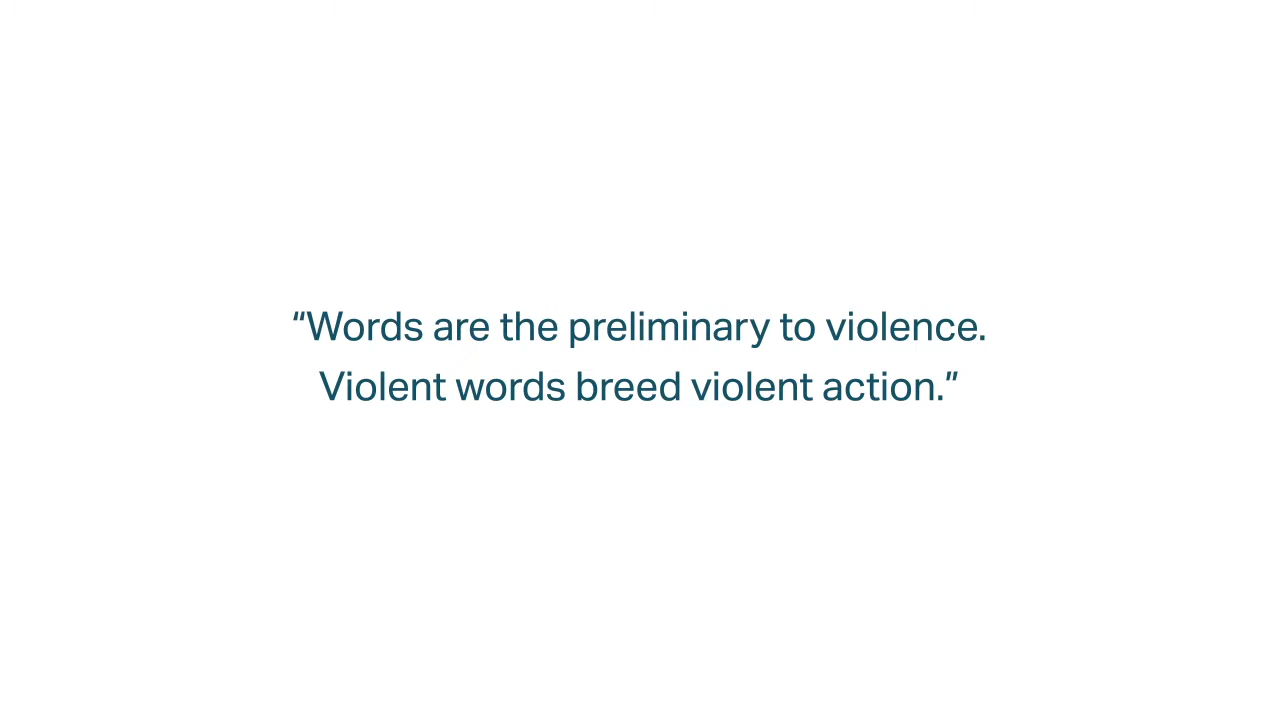 “Words are the preliminary to violence.
Violent words breed violent action.”